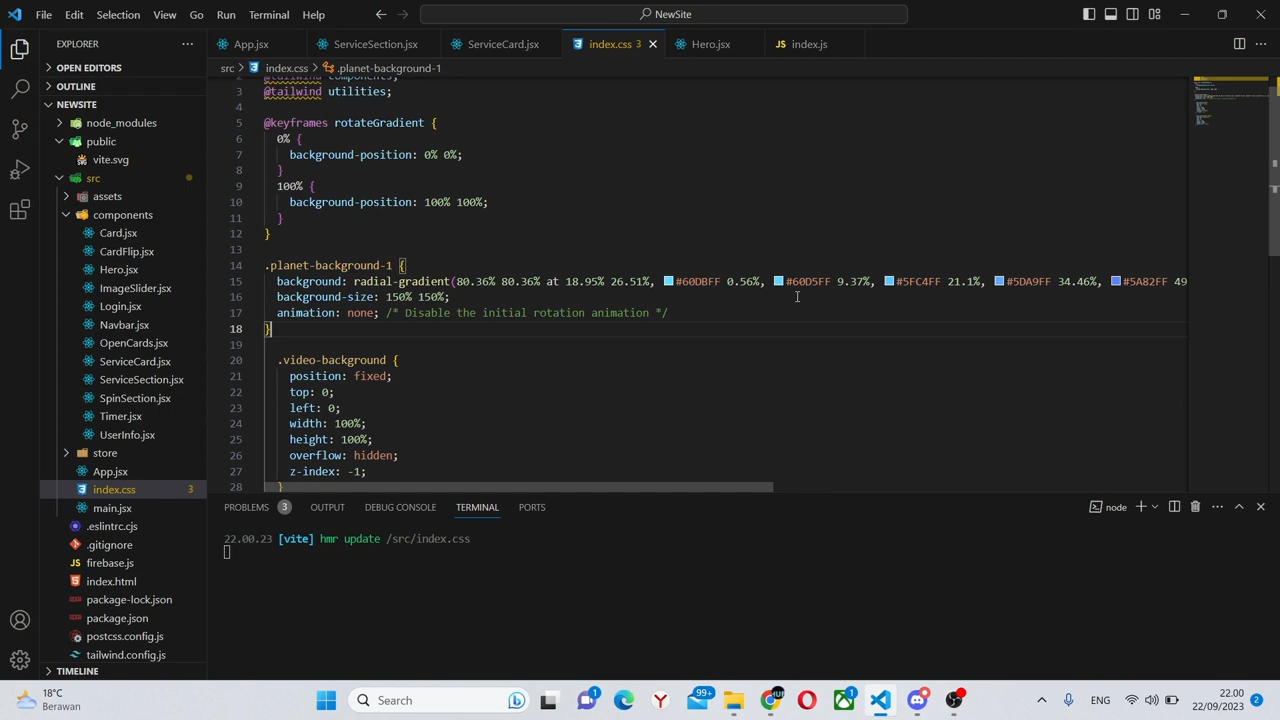 File Edit Selection View Go Run Terminal Help
NewSite
EXPLORER
App.jsx
ServiceSection.jsx
ServiceCard.jsx
index.css 3
Hero.jsx
index.js
OPEN EDITORS
OUTLINE
NEWSITE
node_modules
public
vite.svg
src
assets
components
Card.jsx
CardFlip.jsx
Hero.jsx
ImageSlider.jsx
Login.jsx
Navbar.jsx
OpenCards.jsx
ServiceCard.jsx
ServiceSection.jsx
SpinSection.jsx
Timer.jsx
UserInfo.jsx
store
App.jsx
index.css 3
main.jsx
.eslintrc.cjs
.gitignore
firebase.js
index.html
package-lock.json
package.json
postcss.config.js
tailwind.config.js
TIMELINE
src > index.css > .planet-background-1
2 @tailwind components;
3 @tailwind utilities;
4
5 @keyframes rotateGradient {
6 0% {
7 background-position: 0% 0%;
8 }
9 100% {
10 background-position: 100% 100%;
11 }
12 }
13
14 .planet-background-1 {
15 background: radial-gradient(80.36% 80.36% at 18.95% 26.51%, #60DBFF 0.56%, #60D5FF 9.37%, #5FC4FF 21.1%, #5DA9FF 34.46%, #5A82FF 49
16 background-size: 150% 150%;
17 animation: none; /* Disable the initial rotation animation */
18 }
19
20 .video-background {
21 position: fixed;
22 top: 0;
23 left: 0;
24 width: 100%;
25 height: 100%;
26 overflow: hidden;
27 z-index: -1;
28 }
PROBLEMS 3 OUTPUT DEBUG CONSOLE TERMINAL PORTS
node
22.00.23 [vite] hmr update /src/index.css
18°C
Berawan
Search
1
99+
1
ENG
22.00
22/09/2023
2